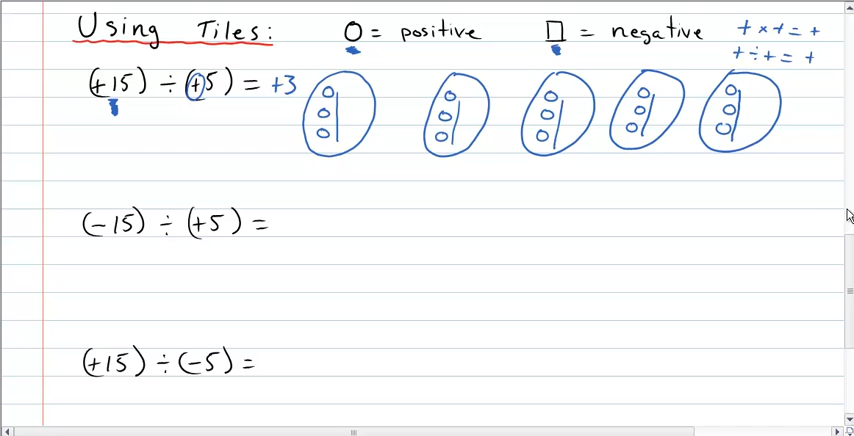 Using Tiles: O = positive □ = negative + × + = +
+ ÷ + = +
(+15) ÷ (+5) = +3
(-15) ÷ (+5) =
(+15) ÷ (-5) =